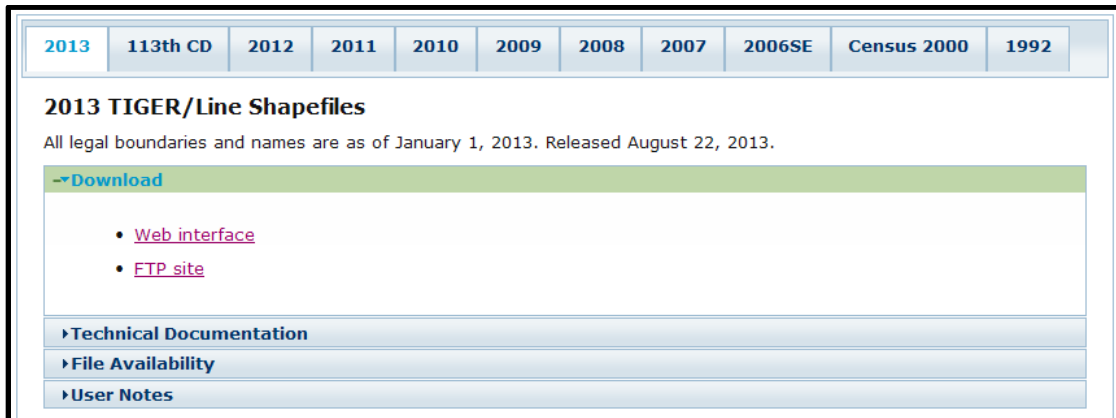 2013 113th CD 2012 2011 2010 2009 2008 2007 2006SE Census 2000 1992
2013 TIGER/Line Shapefiles
All legal boundaries and names are as of January 1, 2013. Released August 22, 2013.
Download
• Web interface
• FTP site
Technical Documentation
File Availability
User Notes